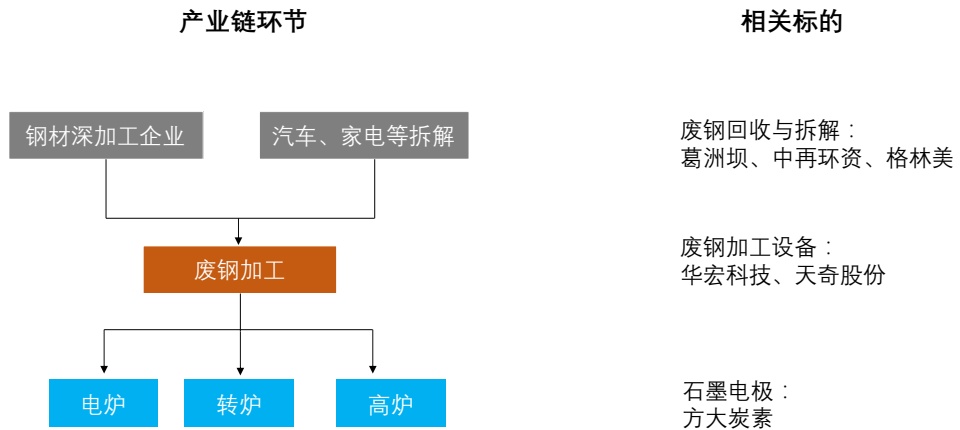 产业链环节
相关标的
钢材深加工企业
汽车、家电等拆解
废钢回收与拆解：
葛洲坝、中再环资、格林美
废钢加工
废钢加工设备：
华宏科技、天奇股份
电炉
转炉
高炉
石墨电极：
方大炭素